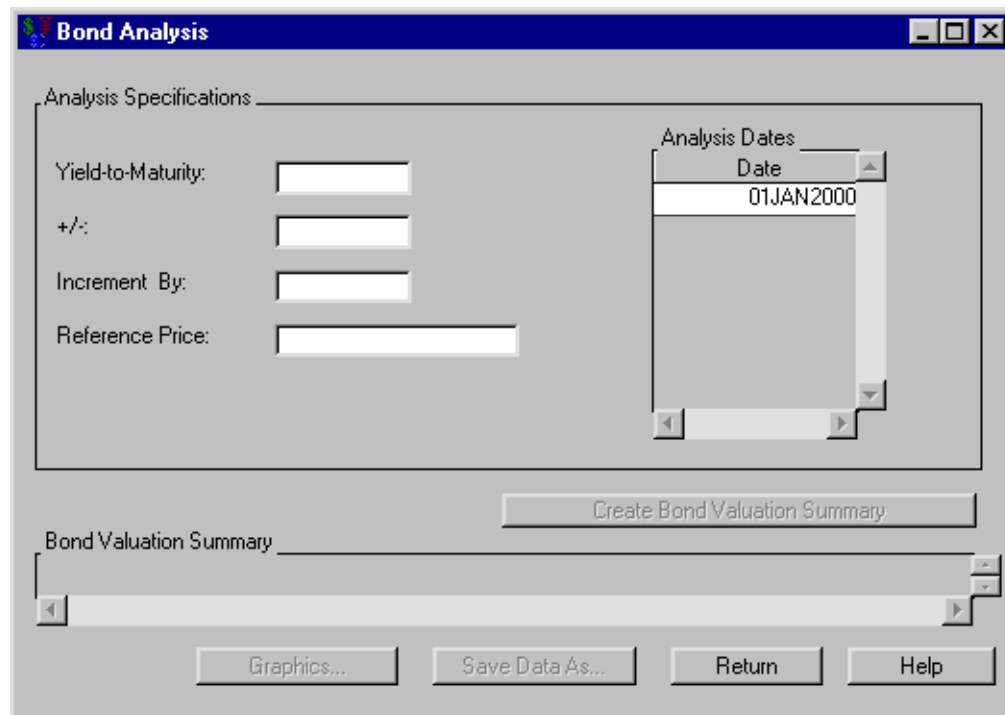 Bond Analysis
Analysis Specifications
Analysis Dates
Date
01JAN2000
Yield-to-Maturity:
+/-:
Increment By:
Reference Price:
Create Bond Valuation Summary
Bond Valuation Summary
Graphics...
Save Data As...
Return
Help